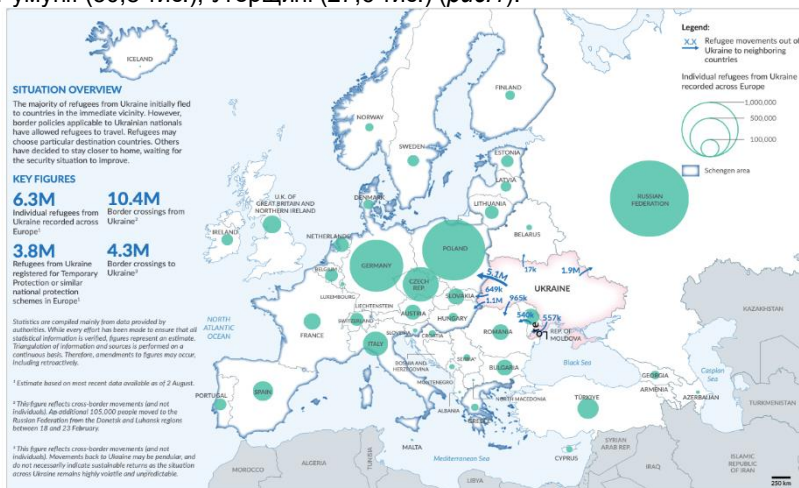 (27,8 тис.) (рис.1).
Legend:
X.X Refugee movements out of
Ukraine to neighboring
countries
Individual refugees from Ukraine
recorded across Europe
1,000,000
500,000
100,000
Schengen area
ICELAND
SITUATION OVERVIEW
The majority of refugees from Ukraine initially fled
to countries in the immediate vicinity. However,
border policies applicable to Ukrainian nationals
have allowed refugees to travel. Refugees may
choose particular destination countries. Others
have decided to stay closer to home, waiting for
the security situation to improve.
KEY FIGURES
6.3M
Individual refugees from
Ukraine recorded across
Europe¹
10.4M
Border crossings from
Ukraine²
3.8M
Refugees from Ukraine
registered for Temporary
Protection or similar
national protection
schemes in Europe¹
4.3M
Border crossings to
Ukraine³
Statistics are compiled mainly from data provided by
authorities. While every effort has been made to ensure that all
statistical information is verified, figures represent an estimate.
Triangulation of information and sources is performed on a
continuous basis. Therefore, amendments to figures may occur,
including retroactively.
¹ Estimate based on most recent data available as of 2 August.
² This figure reflects cross-border movements (and not
individuals). An additional 105,000 people moved to the
Russian Federation from the Donetsk and Luhansk regions
between 18 and 23 February.
³ This figure reflects cross-border movements (and not
individuals). Movements back to Ukraine may be pendular, and
do not necessarily indicate sustainable returns as the situation
across Ukraine remains highly volatile and unpredictable.
FINLAND
NORWAY
SWEDEN
ESTONIA
LATVIA
LITHUANIA
RUSSIAN
FEDERATION
U.K. OF
GREAT BRITAIN AND
NORTHERN IRELAND
DENMARK
IRELAND
NETHERLANDS
BELARUS
POLAND
GERMANY
BELGIUM
LUXEMBOURG
CZECH
REP.
SLOVAKIA
UKRAINE
5.1M
17k
1.9M
649k
1.1M
965k
540k
557k
LIECHTENSTEIN
AUSTRIA
HUNGARY
REP. OF
MOLDOVA
KAZAKHSTAN
NORTH
ATLANTIC
OCEAN
FRANCE
SWITZERLAND
SLOVENIA
CROATIA
ROMANIA
ITALY
BOSNIA AND
HERZEGOVINA
SERBIA
BULGARIA
Black Sea
Caspian
Sea
GEORGIA
MONTENEGRO
NORTH MACEDONIA
ARMENIA
AZERBAIJAN
TURKMENISTAN
PORTUGAL
SPAIN
ALBANIA
GREECE
TÜRKIYE
MALTA
Mediterranean Sea
CYPRUS
SYRIAN
ARAB REP.
IRAQ
ISLAMIC
REPUBLIC
OF IRAN
MOROCCO
ALGERIA
TUNISIA
LIBYA
250 km